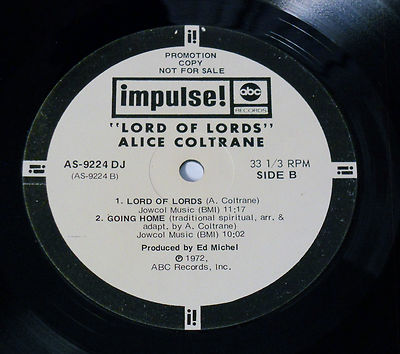 i!
PROMOTION
COPY
NOT FOR SALE
impulse! abc
RECORDS
"LORD OF LORDS"
ALICE COLTRANE
AS-9224 DJ
(AS-9224 B)
33 1/3 RPM
SIDE B
i!
i!
1. LORD OF LORDS (A. Coltrane)
Jowcol Music (BMI) 11:17
2. GOING HOME (traditional spiritual, arr. &
adapt. by A. Coltrane)
Jowcol Music (BMI) 10:02
Produced by Ed Michel
℗ 1972,
ABC Records, Inc.
i!